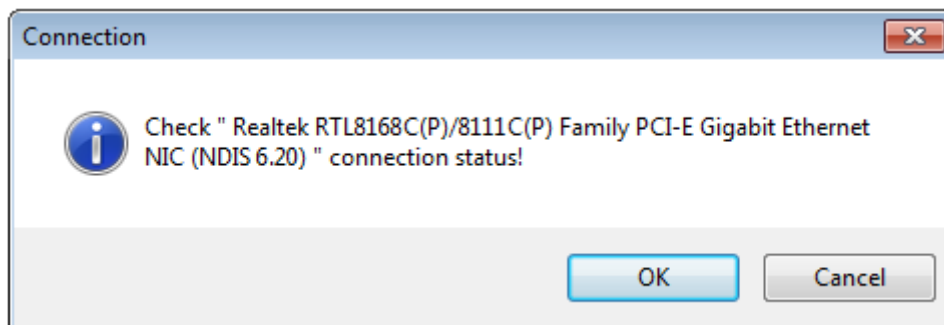 Connection
Check " Realtek RTL8168C(P)/8111C(P) Family PCI-E Gigabit Ethernet
NIC (NDIS 6.20) " connection status!
OK
Cancel